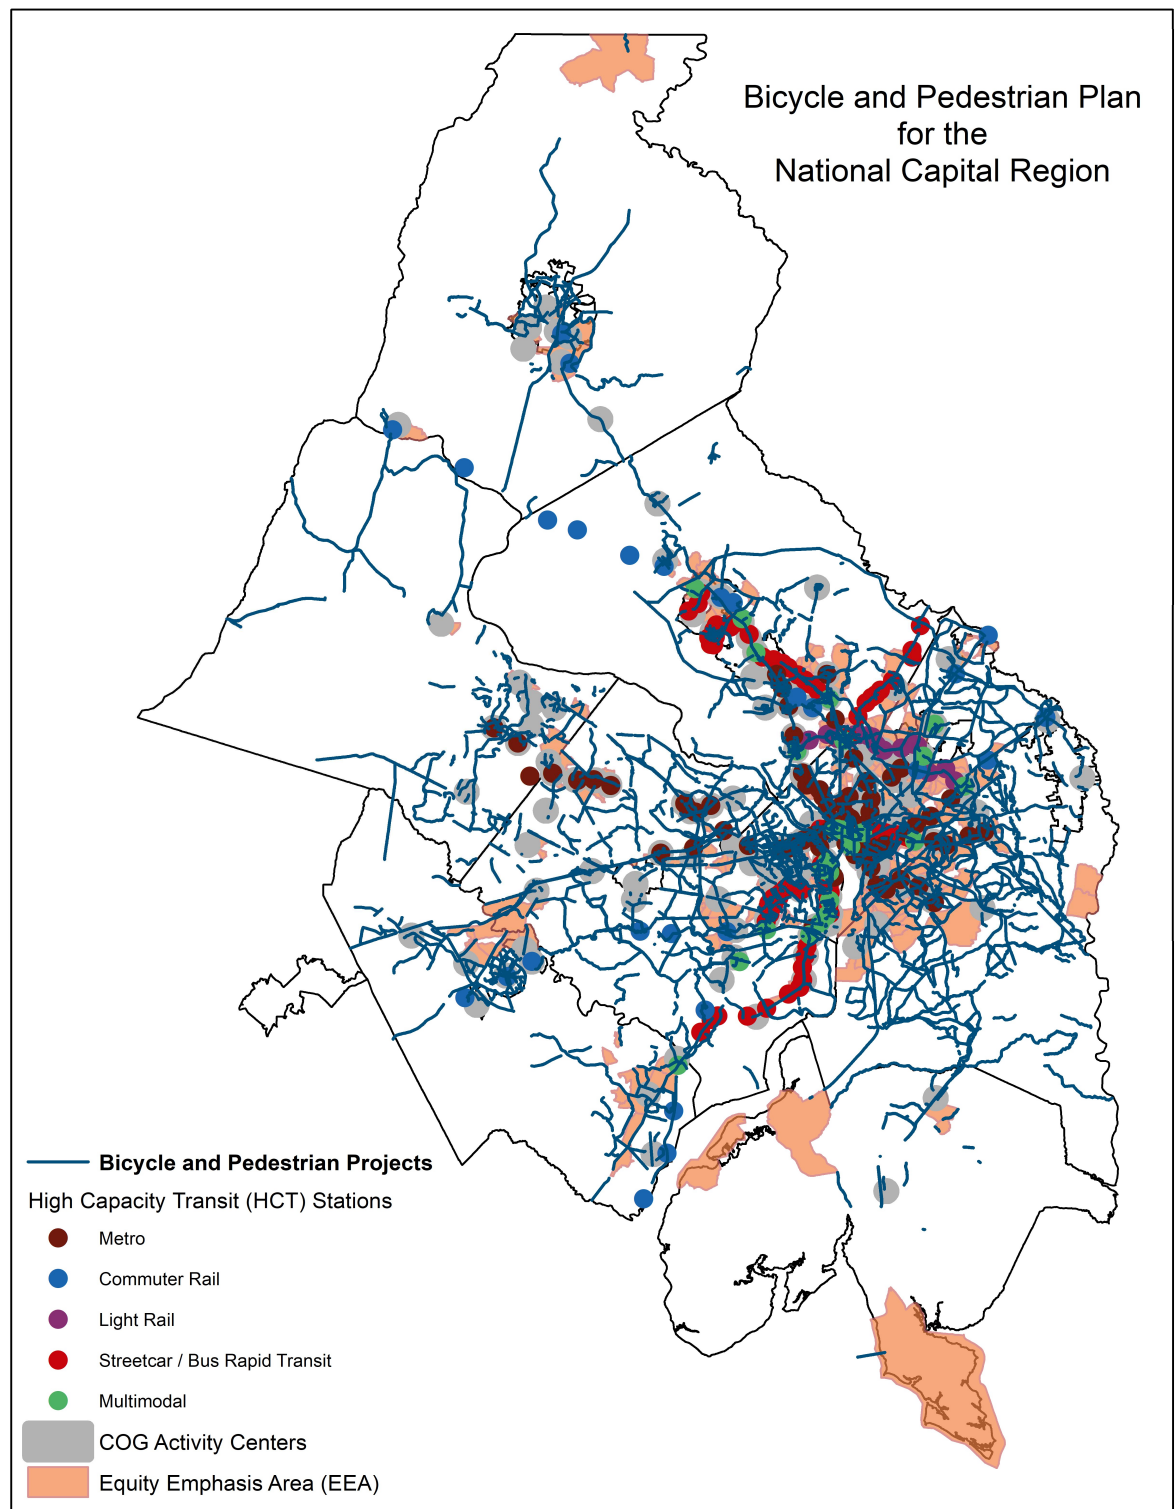 Bicycle and Pedestrian Plan
for the
National Capital Region
Bicycle and Pedestrian Projects
High Capacity Transit (HCT) Stations
Metro
Commuter Rail
Light Rail
Streetcar / Bus Rapid Transit
Multimodal
COG Activity Centers
Equity Emphasis Area (EEA)